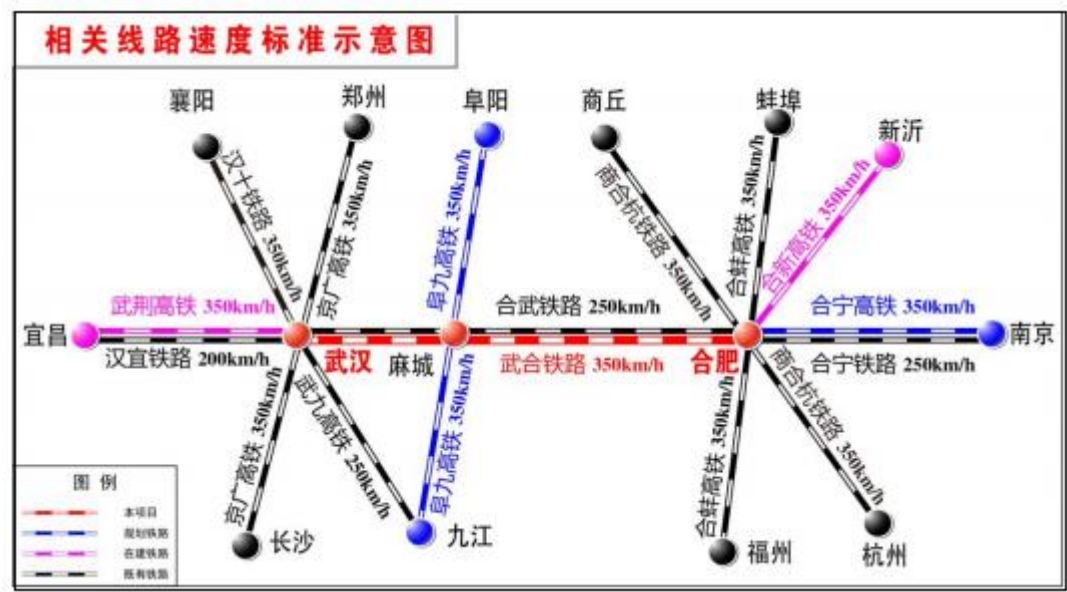 相关线路速度标准示意图
襄阳
郑州
阜阳
商丘
蚌埠
新沂
汉十铁路 350km/h
京广高铁 350km/h
阜九高铁 350km/h
商合杭铁路 350km/h
合蚌高铁 350km/h
合新高铁 350km/h
武荆高铁 350km/h
合武铁路 250km/h
合宁高铁 350km/h
宜昌
南京
汉宜铁路 200km/h
武汉
麻城
武合铁路 350km/h
合肥
合宁铁路 250km/h
京广高铁 350km/h
武九高铁 250km/h
阜九高铁 350km/h
合蚌高铁 350km/h
商合杭铁路 350km/h
长沙
九江
福州
杭州
图 例
本项目
规划铁路
在建铁路
既有铁路